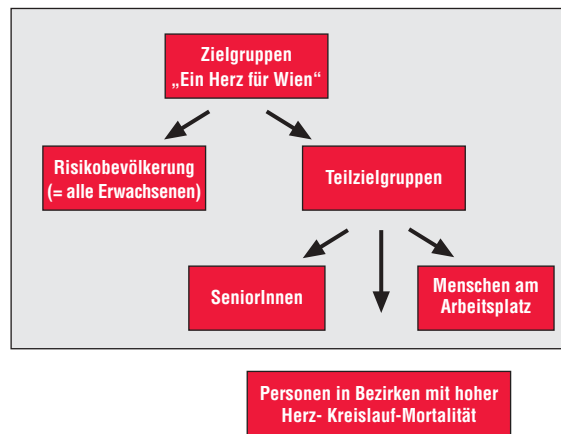 Zielgruppen
„Ein Herz für Wien“
Risikobevölkerung
(= alle Erwachsenen)
Teilzielgruppen
SeniorInnen
Menschen am
Arbeitsplatz
Personen in Bezirken mit hoher
Herz- Kreislauf-Mortalität